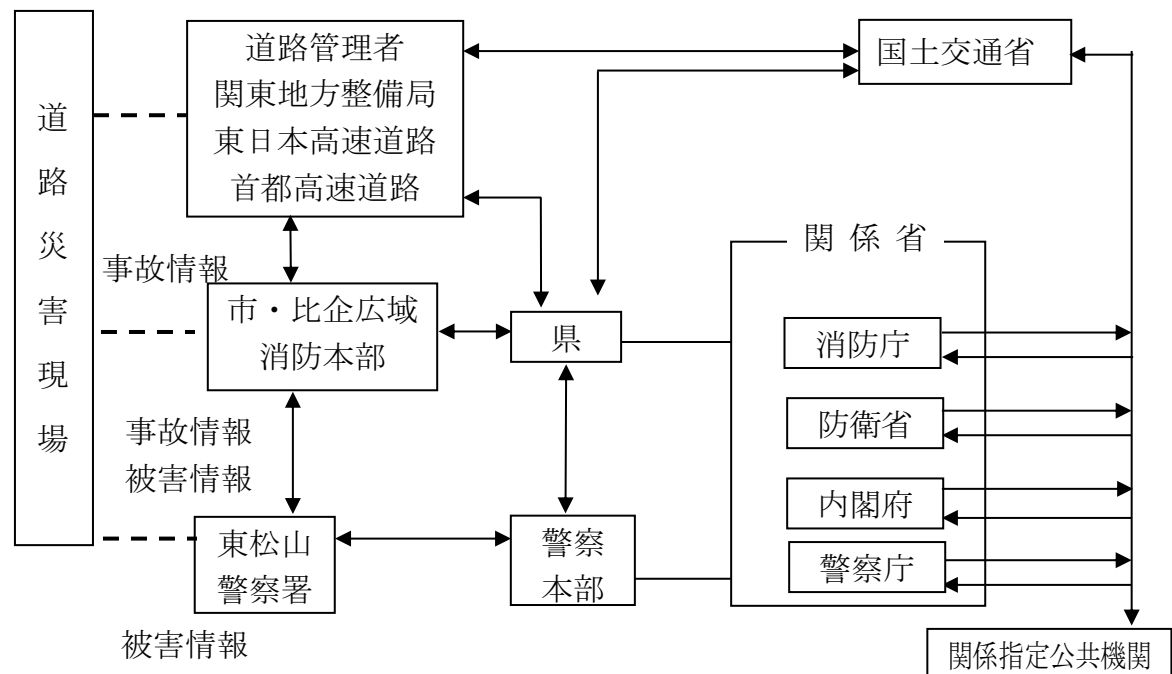 道路災害現場
道路管理者
関東地方整備局
東日本高速道路
首都高速道路
国土交通省
事故情報
市・比企広域
消防本部
県
関係省
消防庁
防衛省
内閣府
警察庁
事故情報
被害情報
東松山
警察署
警察
本部
被害情報
関係指定公共機関